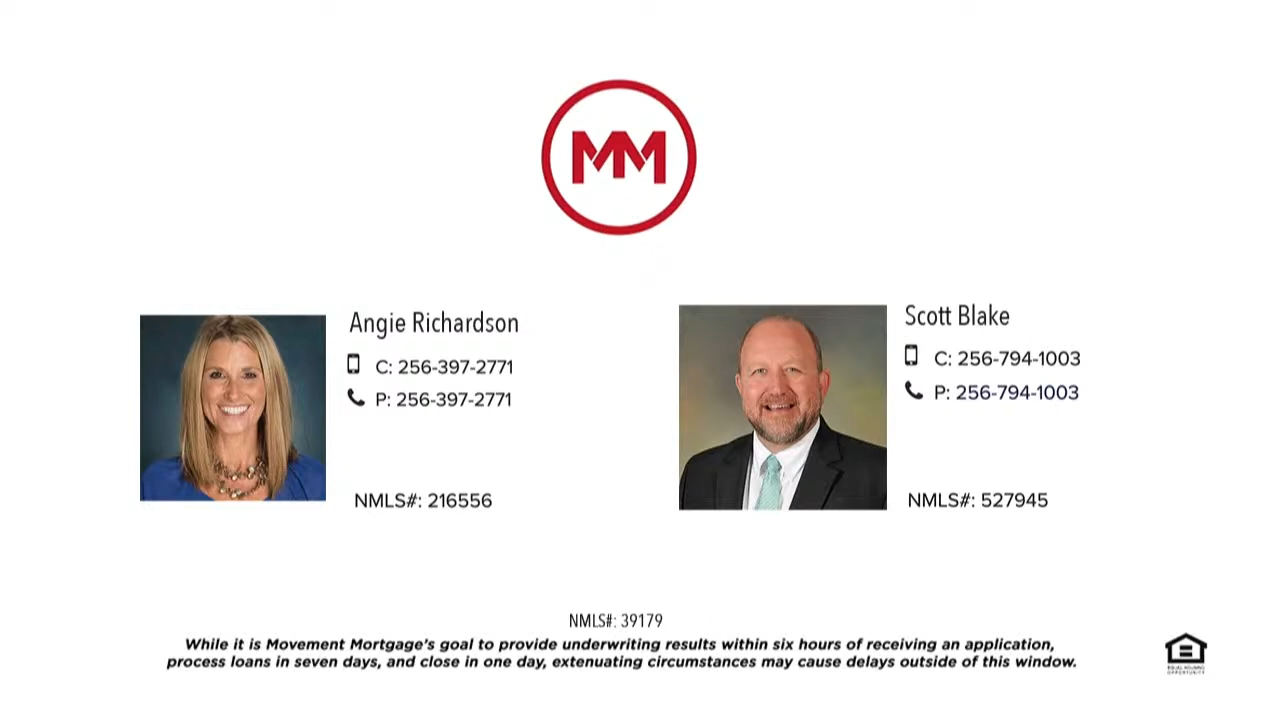 MM
Angie Richardson
C: 256-397-2771
P: 256-397-2771
NMLS#: 216556
Scott Blake
C: 256-794-1003
P: 256-794-1003
NMLS#: 527945
NMLS#: 39179
While it is Movement Mortgage's goal to provide underwriting results within six hours of receiving an application,
process loans in seven days, and close in one day, extenuating circumstances may cause delays outside of this window.
EQUAL HOUSING
OPPORTUNITY